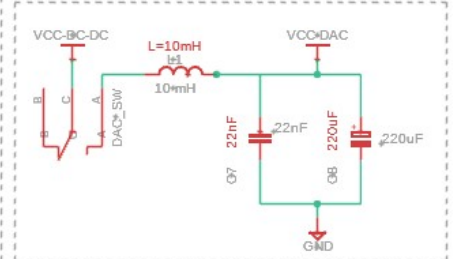 VCC-DC-DC
VCC-DAC
L=10mH
L1
10mH
B
C
A
B
C
A
DAC_SW
22nF
22nF
C7
220uF
220uF
C8
GND